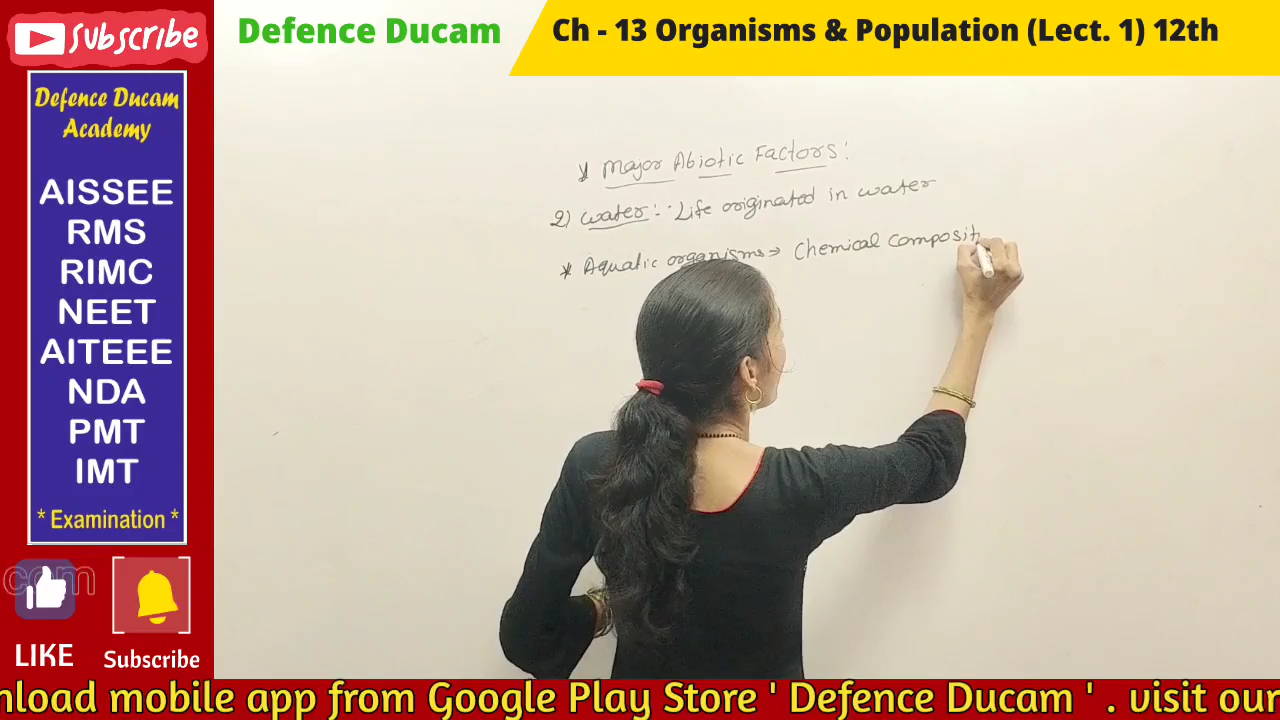 Subscribe
Defence Ducam
Ch - 13 Organisms & Population (Lect. 1) 12th
Defence Ducam
Academy
AISSEE
RMS
RIMC
NEET
AITEEE
NDA
PMT
IMT
* Examination *
com
LIKE
Subscribe
* Major Abiotic Factors:
2) water:- Life originated in water
* Aquatic organisms → Chemical composit
nload mobile app from Google Play Store ' Defence Ducam ' . visit our